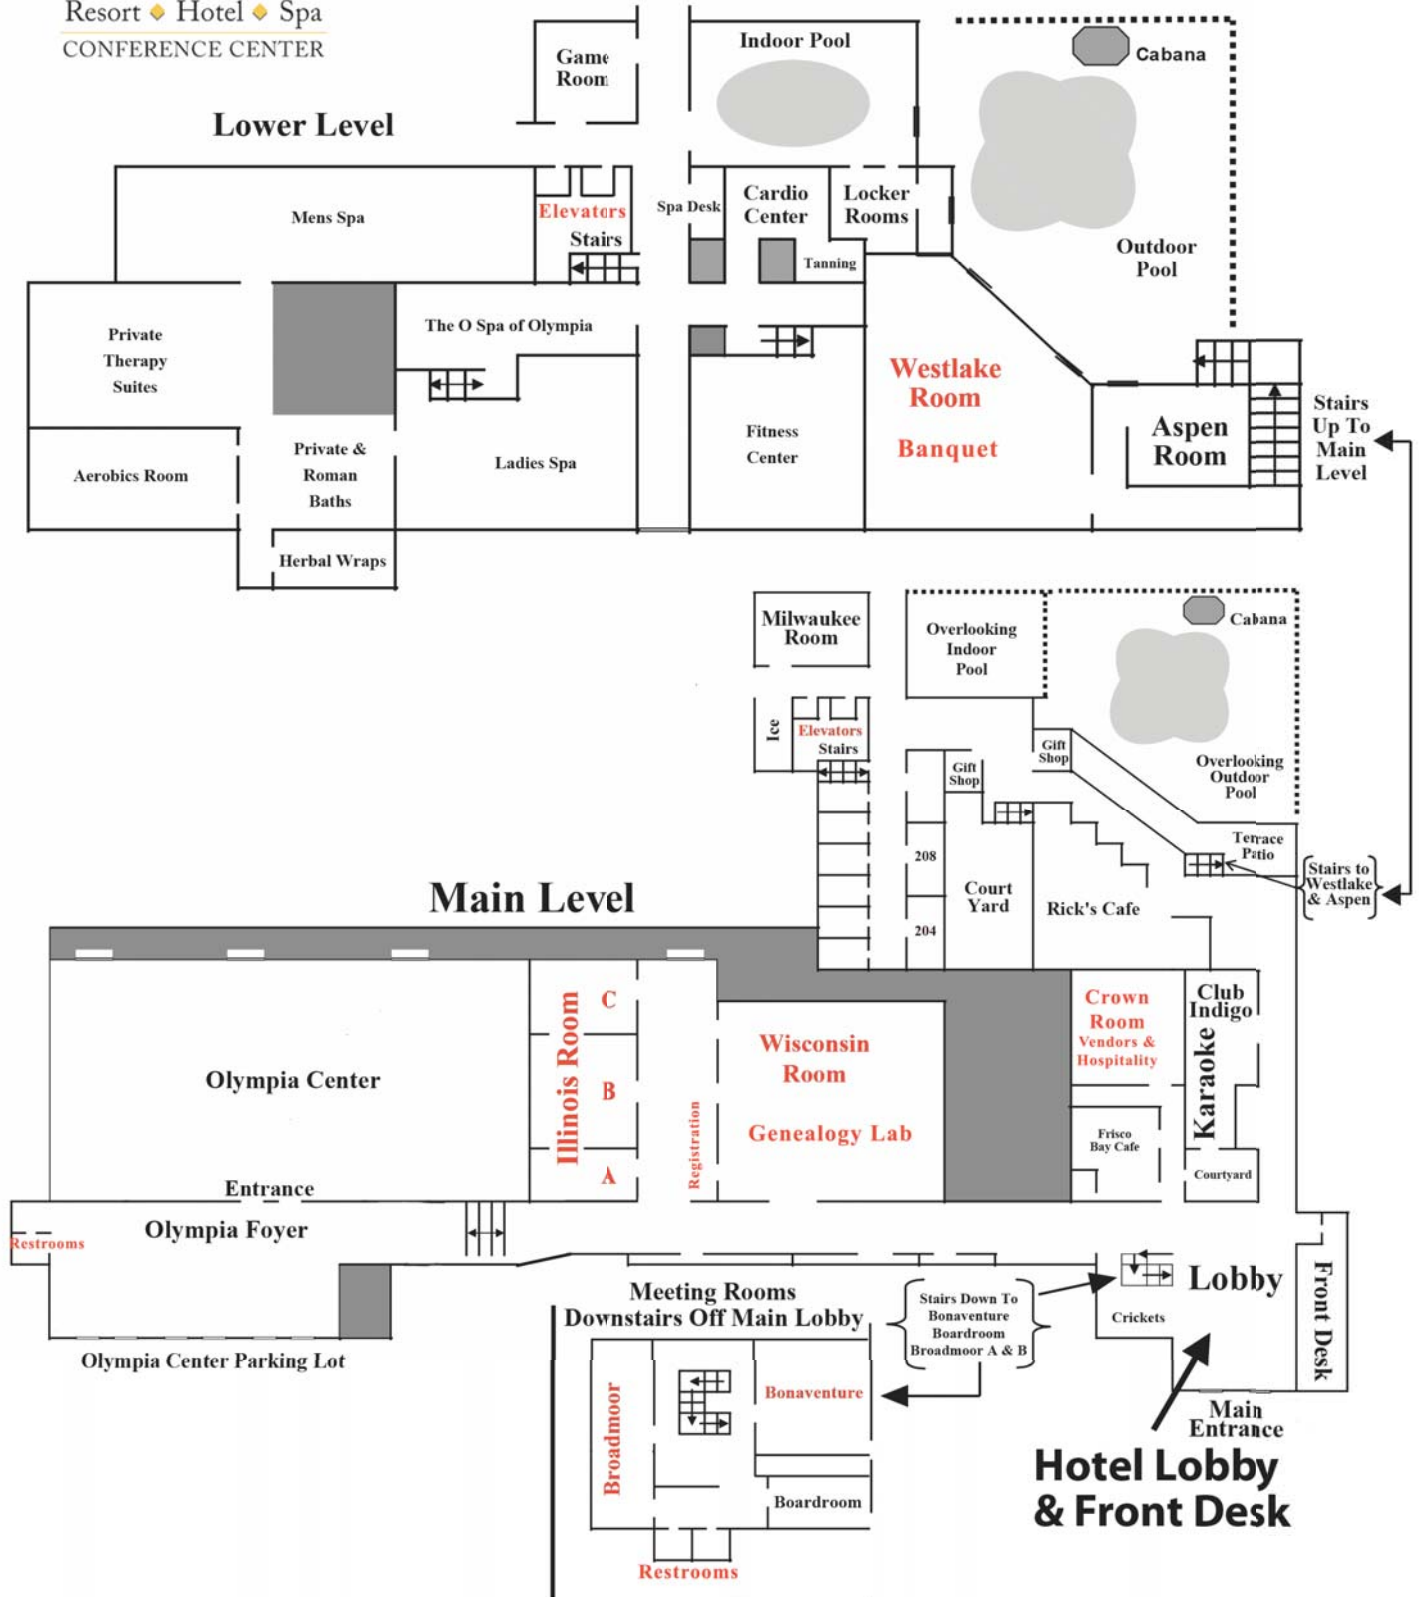 Resort ◆ Hotel ◆ Spa
CONFERENCE CENTER
Lower Level
Game
Room
Indoor Pool
Cabana
Mens Spa
Elevators
Stairs
Spa Desk
Cardio
Center
Locker
Rooms
Tanning
Outdoor
Pool
Private
Therapy
Suites
The O Spa of Olympia
Westlake
Room
Banquet
Aspen
Room
Stairs
Up To
Main
Level
Aerobics Room
Private &
Roman
Baths
Ladies Spa
Fitness
Center
Herbal Wraps
Milwaukee
Room
Overlooking
Indoor
Pool
Cabana
Ice
Elevators
Stairs
Gift
Shop
Gift
Shop
Overlooking
Outdoor
Pool
Terrace
Patio
208
204
Court
Yard
Rick's Cafe
Stairs to
Westlake
& Aspen
Main Level
Olympia Center
Illinois Room
C
B
A
Registration
Wisconsin
Room
Genealogy Lab
Crown
Room
Vendors &
Hospitality
Club
Indigo
Karaoke
Frisco
Bay Cafe
Courtyard
Entrance
Olympia Foyer
Restrooms
Olympia Center Parking Lot
Meeting Rooms
Downstairs Off Main Lobby
Stairs Down To
Bonaventure
Boardroom
Broadmoor A & B
Lobby
Crickets
Front Desk
Broadmoor
Bonaventure
Boardroom
Restrooms
Main
Entrance
Hotel Lobby
& Front Desk